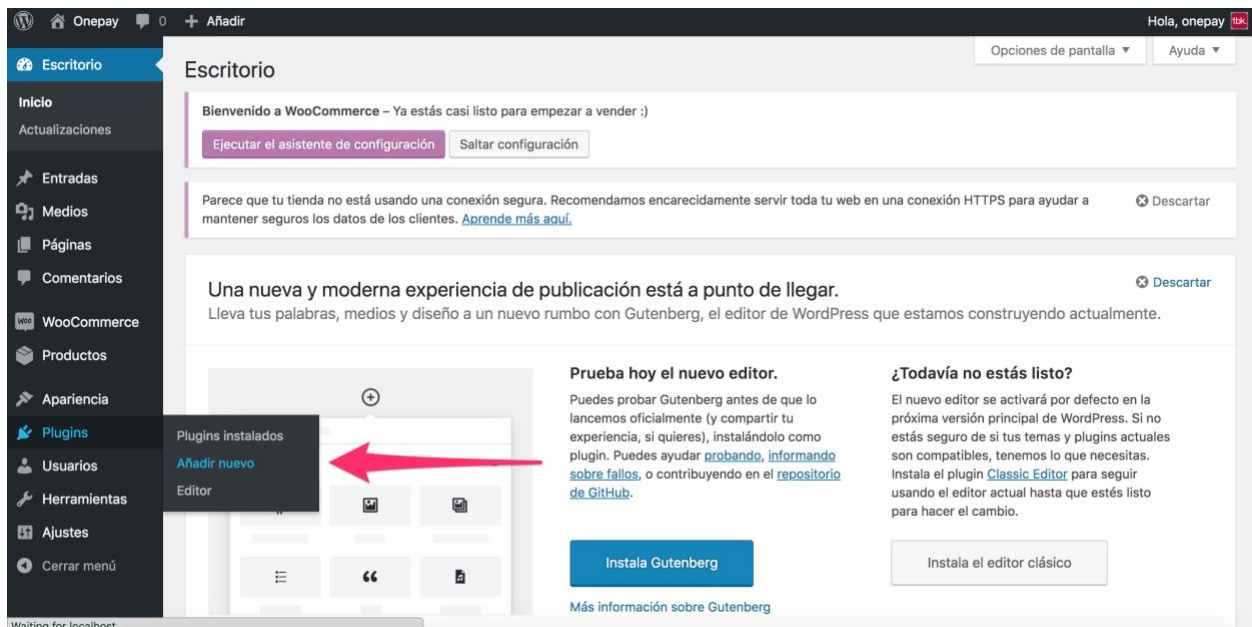 Onepay 0 + Añadir Hola, onepay tbk.
Opciones de pantalla ▼ Ayuda ▼
Escritorio
Inicio
Actualizaciones
Entradas
Medios
Páginas
Comentarios
Woo WooCommerce
Productos
Apariencia
Plugins
Usuarios
Herramientas
Ajustes
Cerrar menú
Plugins instalados
Añadir nuevo
Editor
Escritorio
Bienvenido a WooCommerce – Ya estás casi listo para empezar a vender :)
Ejecutar el asistente de configuración Saltar configuración
Parece que tu tienda no está usando una conexión segura. Recomendamos encarecidamente servir toda tu web en una conexión HTTPS para ayudar a
mantener seguros los datos de los clientes. Aprende más aquí.
Descartar
Una nueva y moderna experiencia de publicación está a punto de llegar.
Descartar
Lleva tus palabras, medios y diseño a un nuevo rumbo con Gutenberg, el editor de WordPress que estamos construyendo actualmente.
Prueba hoy el nuevo editor.
Puedes probar Gutenberg antes de que lo
lancemos oficialmente (y compartir tu
experiencia, si quieres), instalándolo como
plugin. Puedes ayudar probando, informando
sobre fallos, o contribuyendo en el repositorio
de GitHub.
Instala Gutenberg
Más información sobre Gutenberg
¿Todavía no estás listo?
El nuevo editor se activará por defecto en la
próxima versión principal de WordPress. Si no
estás seguro de si tus temas y plugins actuales
son compatibles, tenemos lo que necesitas.
Instala el plugin Classic Editor para seguir
usando el editor actual hasta que estés listo
para hacer el cambio.
Instala el editor clásico
Waiting for localhost